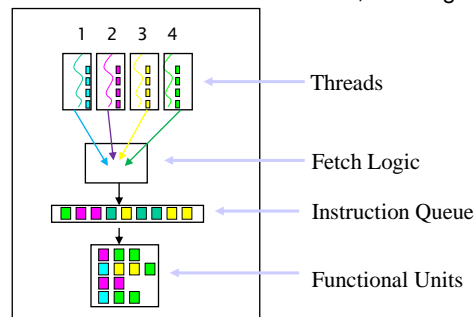 1 2 3 4
Threads
Fetch Logic
Instruction Queue
Functional Units